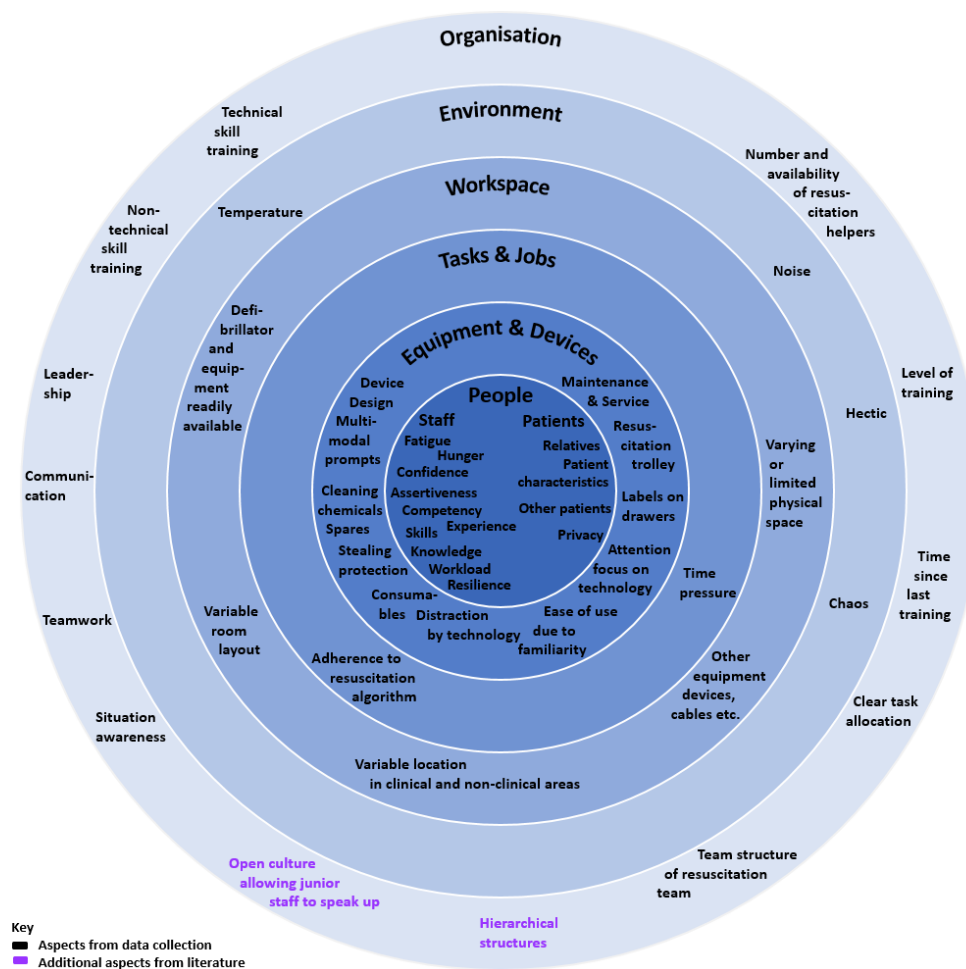 Organisation
Technical
skill
training
Non-
technical
skill
training
Leader-
ship
Communi-
cation
Teamwork
Situation
awareness
Open culture
allowing junior
staff to speak up
Hierarchical
structures
Team structure
of resuscitation
team
Clear task
allocation
Time
since
last
training
Level of
training
Number and
availability
of resus-
citation
helpers
Environment
Temperature
Noise
Hectic
Chaos
Workspace
Defi-
brillator
and
equip-
ment
readily
available
Variable
room
layout
Variable location
in clinical and non-clinical areas
Other
equipment
devices,
cables etc.
Varying
or
limited
physical
space
Tasks & Jobs
Adherence to
resuscitation
algorithm
Time
pressure
Equipment & Devices
Device
Design
Multi-
modal
prompts
Cleaning
chemicals
Spares
Stealing
protection
Consuma-
bles
Distraction
by technology
Ease of use
due to
familiarity
Attention
focus on
technology
Labels on
drawers
Resus-
citation
trolley
Maintenance
& Service
People
Staff
Fatigue
Hunger
Confidence
Assertiveness
Competency
Experience
Skills
Knowledge
Workload
Resilience
Patients
Relatives
Patient
characteristics
Other patients
Privacy
Key
Aspects from data collection
Additional aspects from literature